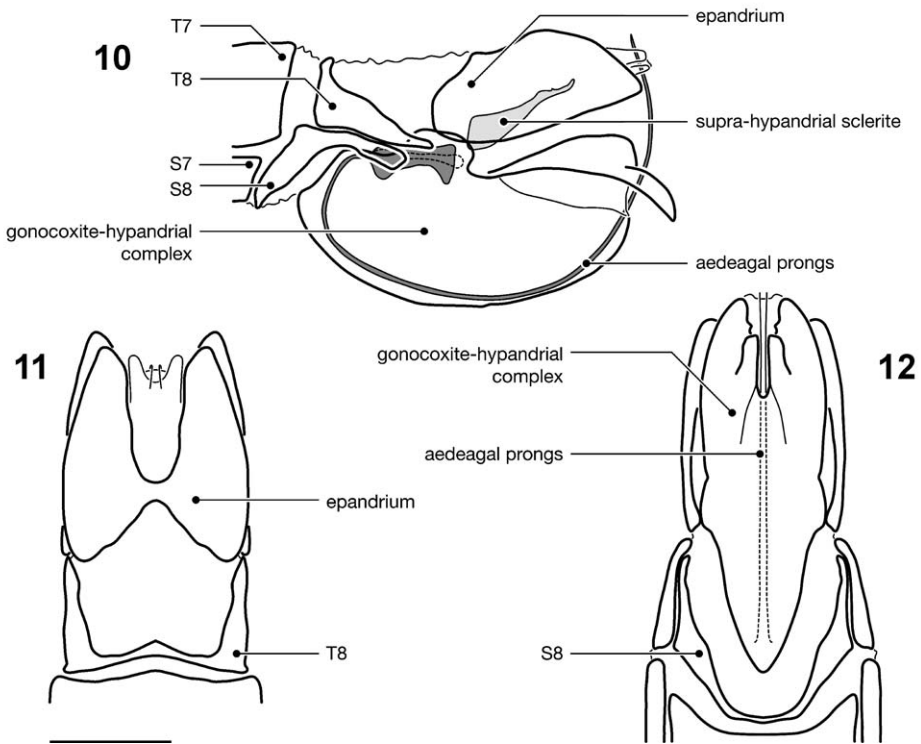 10
T7
T8
S7
S8
gonocoxite-hypandrial
complex
epandrium
supra-hypandrial sclerite
aedeagal prongs
11
epandrium
T8
12
gonocoxite-hypandrial
complex
aedeagal prongs
S8